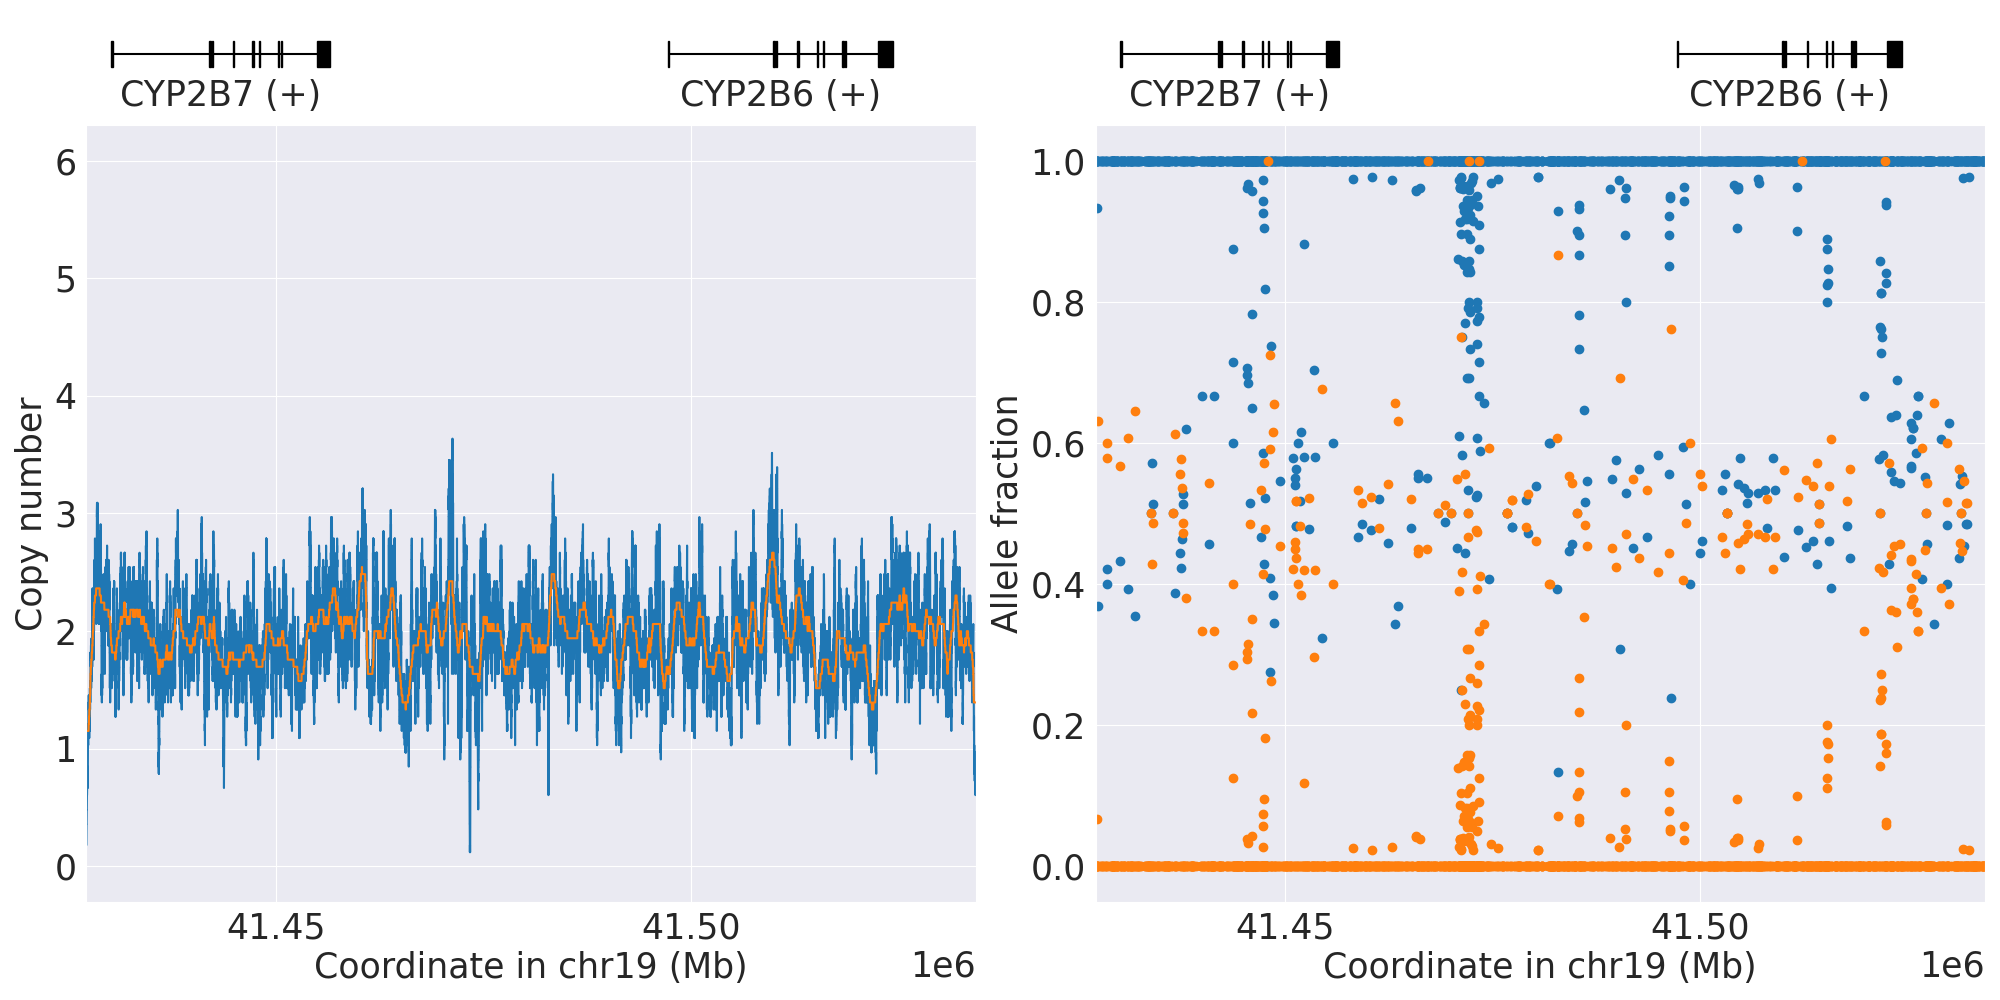 CYP2B7 (+)
CYP2B6 (+)
CYP2B7 (+)
CYP2B6 (+)
6
5
4
3
2
1
0
Copy number
41.45
41.50
Coordinate in chr19 (Mb)
1e6
1.0
0.8
0.6
0.4
0.2
0.0
Allele fraction
41.45
41.50
Coordinate in chr19 (Mb)
1e6